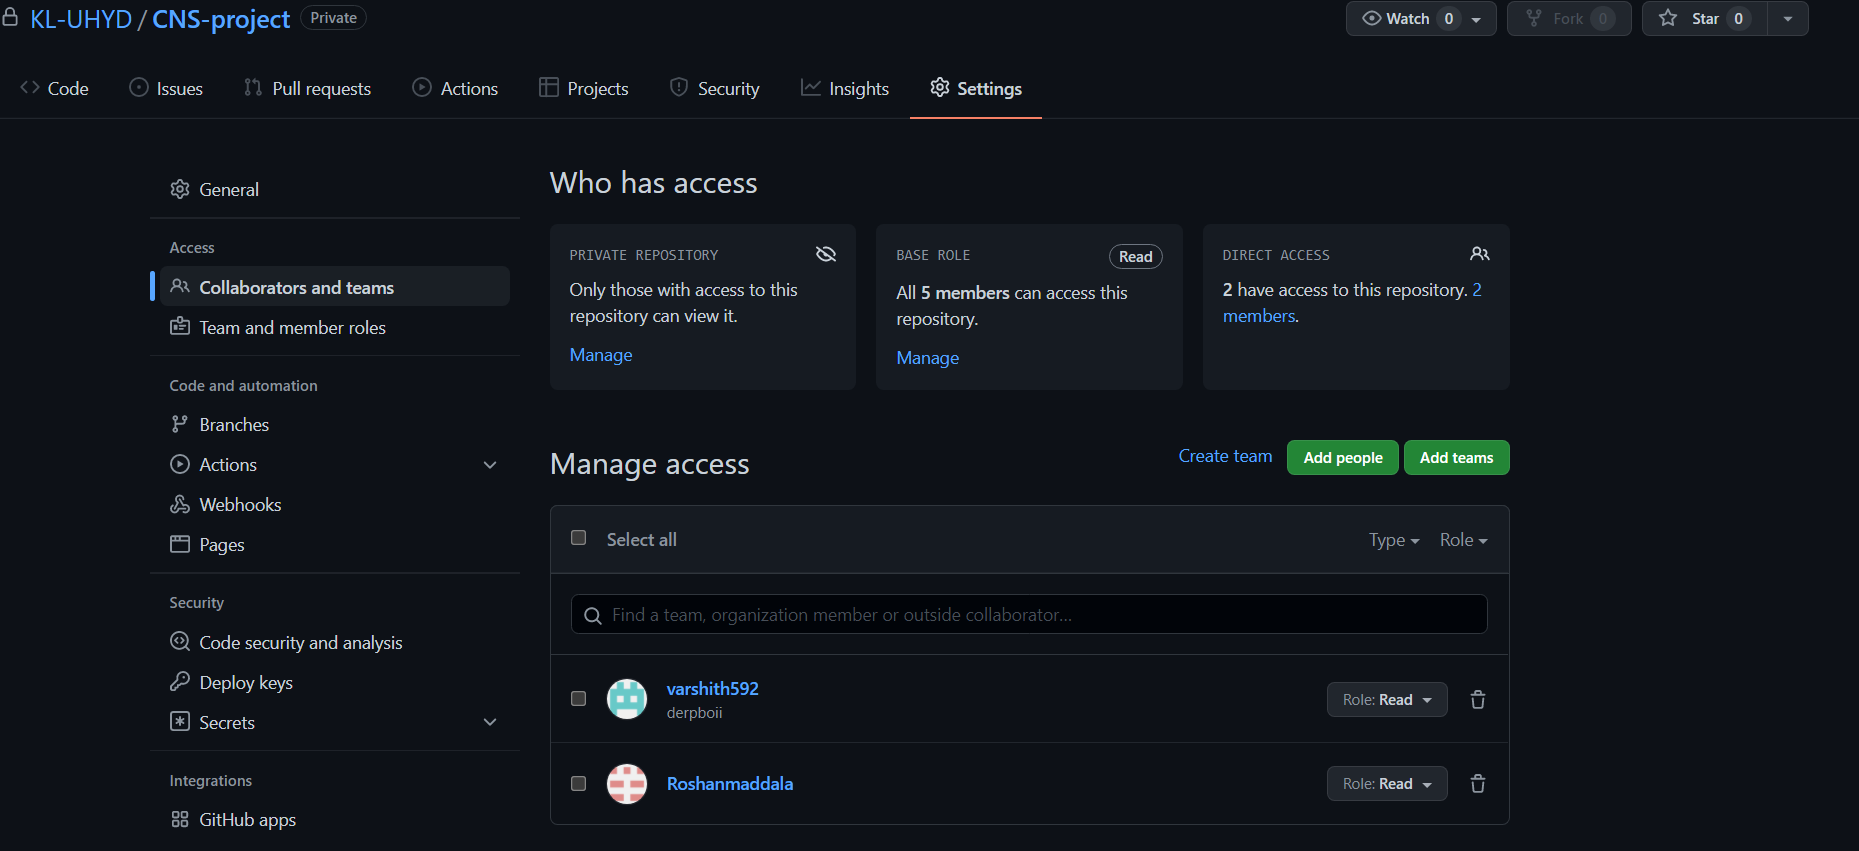 KL-UHYD / CNS-project Private
Watch 0
Fork 0
Star 0
Code
Issues
Pull requests
Actions
Projects
Security
Insights
Settings
General
Access
Collaborators and teams
Team and member roles
Code and automation
Branches
Actions
Webhooks
Pages
Security
Code security and analysis
Deploy keys
Secrets
Integrations
GitHub apps
Who has access
PRIVATE REPOSITORY
Only those with access to this
repository can view it.
Manage
BASE ROLE Read
All 5 members can access this
repository.
Manage
DIRECT ACCESS
2 have access to this repository. 2
members.
Manage access
Create team
Add people
Add teams
Select all
Type
Role
Find a team, organization member or outside collaborator...
varshith592
derpboii
Role: Read
Roshanmaddala
Role: Read